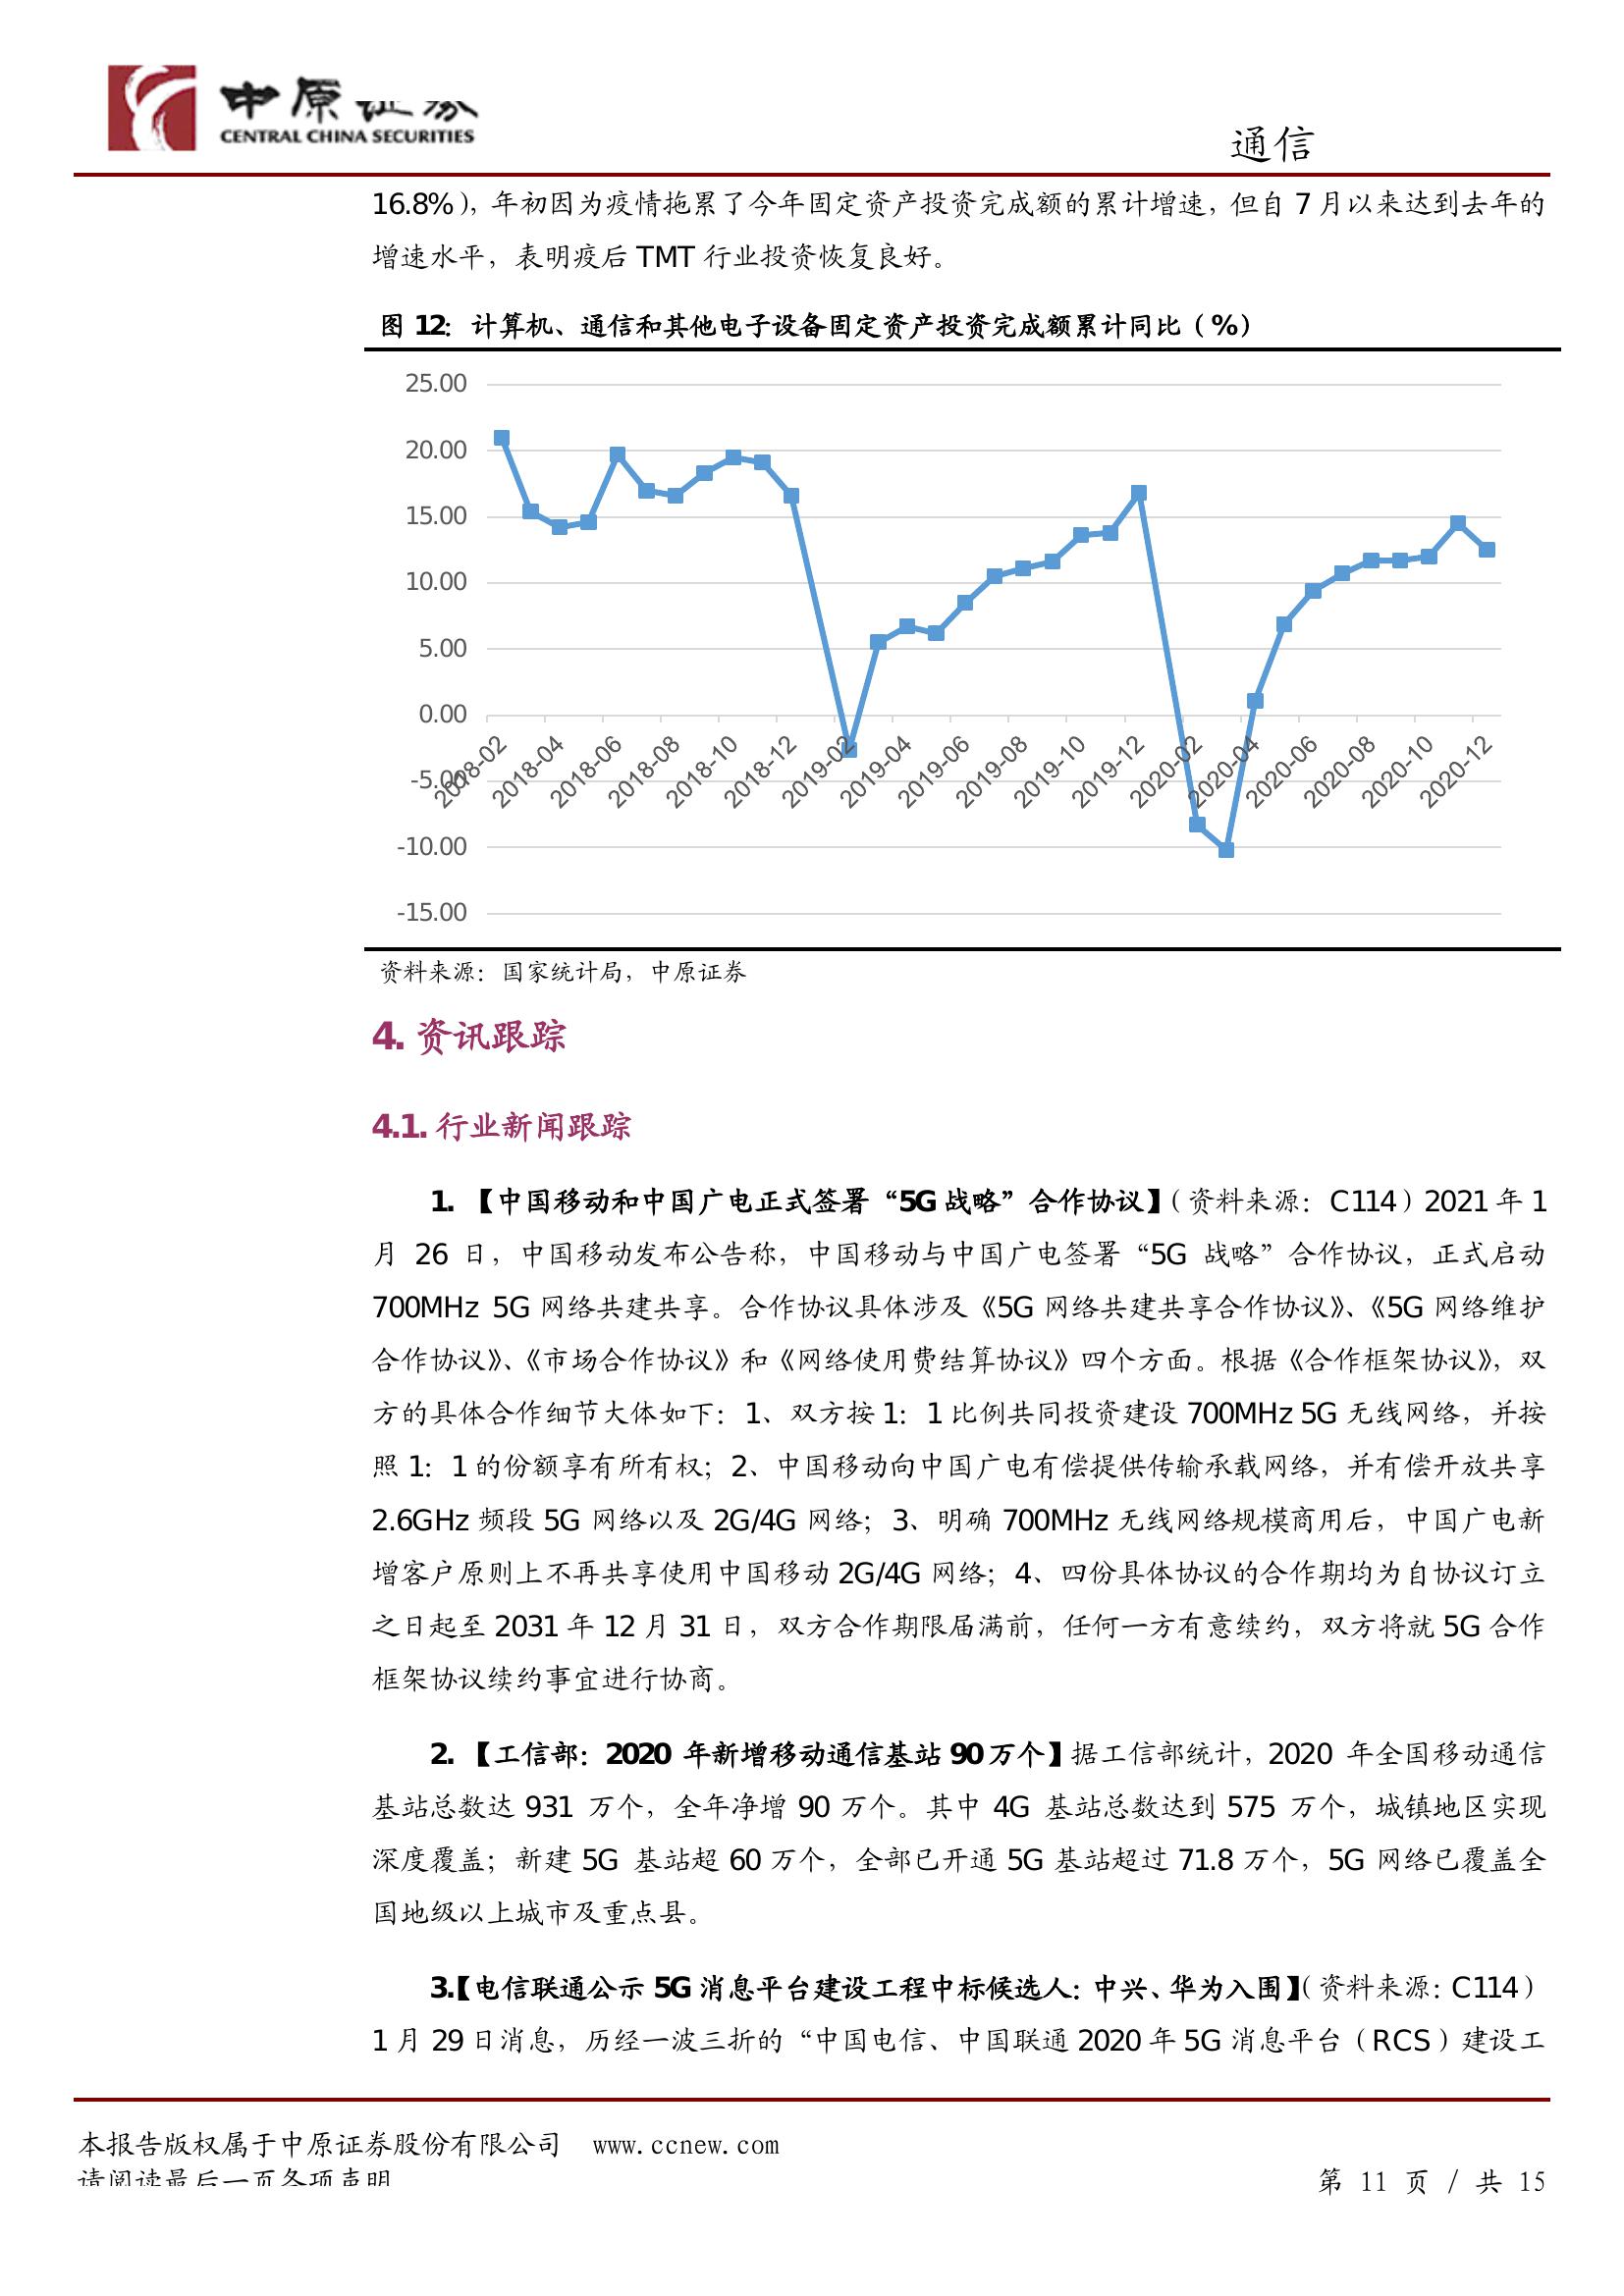 中原证券
CENTRAL CHINA SECURITIES
通信
16.8%），年初因为疫情拖累了今年固定资产投资完成额的累计增速，但自 7 月以来达到去年的
增速水平，表明疫后 TMT 行业投资恢复良好。
图 12：计算机、通信和其他电子设备固定资产投资完成额累计同比（%）
25.00
20.00
15.00
10.00
5.00
0.00
-5.00
-10.00
-15.00
2018-02
2018-04
2018-06
2018-08
2018-10
2018-12
2019-02
2019-04
2019-06
2019-08
2019-10
2019-12
2020-02
2020-04
2020-06
2020-08
2020-10
2020-12
资料来源：国家统计局，中原证券
4. 资讯跟踪
4.1. 行业新闻跟踪
1. 【中国移动和中国广电正式签署“5G 战略”合作协议】（资料来源：C114）2021 年 1
月 26 日，中国移动发布公告称，中国移动与中国广电签署“5G 战略”合作协议，正式启动
700MHz 5G 网络共建共享。合作协议具体涉及《5G 网络共建共享合作协议》、《5G 网络维护
合作协议》、《市场合作协议》和《网络使用费结算协议》四个方面。根据《合作框架协议》，双
方的具体合作细节大体如下：1、双方按 1：1 比例共同投资建设 700MHz 5G 无线网络，并按
照 1：1 的份额享有所有权；2、中国移动向中国广电有偿提供传输承载网络，并有偿开放共享
2.6GHz 频段 5G 网络以及 2G/4G 网络；3、明确 700MHz 无线网络规模商用后，中国广电新
增客户原则上不再共享使用中国移动 2G/4G 网络；4、四份具体协议的合作期均为自协议订立
之日起至 2031 年 12 月 31 日，双方合作期限届满前，任何一方有意续约，双方将就 5G 合作
框架协议续约事宜进行协商。
2. 【工信部：2020 年新增移动通信基站 90 万个】据工信部统计，2020 年全国移动通信
基站总数达 931 万个，全年净增 90 万个。其中 4G 基站总数达到 575 万个，城镇地区实现
深度覆盖；新建 5G 基站超 60 万个，全部已开通 5G 基站超过 71.8 万个，5G 网络已覆盖全
国地级以上城市及重点县。
3.【电信联通公示 5G 消息平台建设工程中标候选人：中兴、华为入围】（资料来源：C114）
1 月 29 日消息，历经一波三折的“中国电信、中国联通 2020 年 5G 消息平台（RCS）建设工
本报告版权属于中原证券股份有限公司 www.ccnew.com
请阅读最后一页各项声明
第 11 页 / 共 15